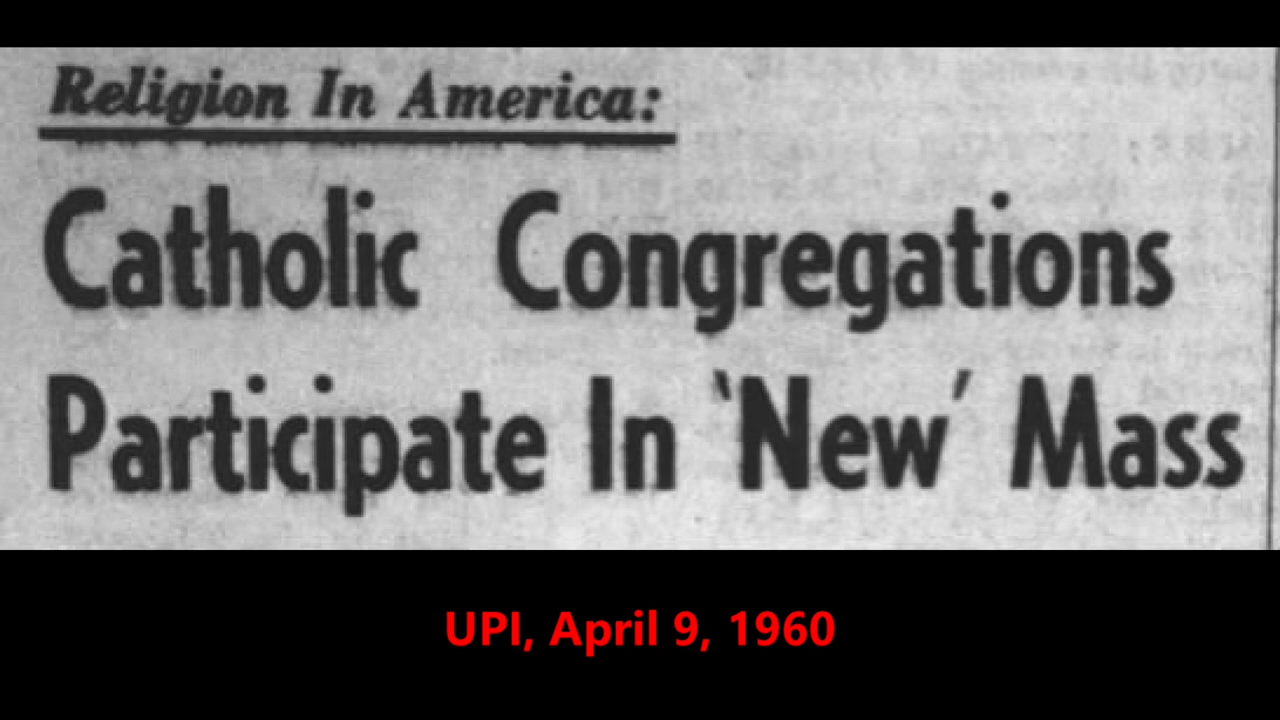 Religion In America:
Catholic Congregations
Participate In 'New' Mass
UPI, April 9, 1960